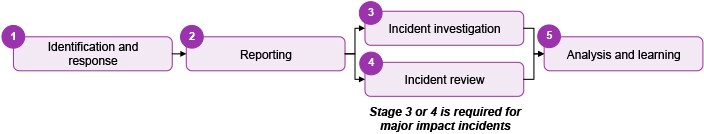 1
Identification and
response
2
Reporting
3
Incident investigation
4
Incident review
5
Analysis and learning
Stage 3 or 4 is required for
major impact incidents